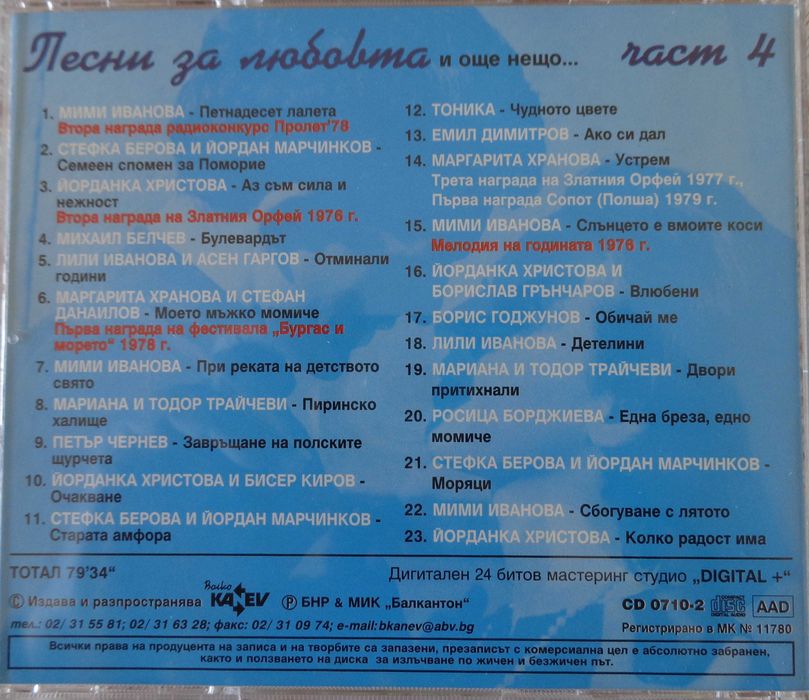 Песни за любовта и още нещо... част 4
1. МИМИ ИВАНОВА - Петнадесет лалета
Втора награда радиоконкурс Пролет'78
2. СТЕФКА БЕРОВА И ЙОРДАН МАРЧИНКОВ -
Семеен спомен за Поморие
3. ЙОРДАНКА ХРИСТОВА - Аз съм сила и
нежност
Втора награда на Златния Орфей 1976 г.
4. МИХАИЛ БЕЛЧЕВ - Булевардът
5. ЛИЛИ ИВАНОВА И АСЕН ГАРГОВ - Отминали
години
6. МАРГАРИТА ХРАНОВА И СТЕФАН
ДАНАИЛОВ - Моето мъжко момиче
Първа награда на фестивала „Бургас и
морето“ 1978 г.
7. МИМИ ИВАНОВА - При реката на детството
свято
8. МАРИАНА И ТОДОР ТРАЙЧЕВИ - Пиринско
халище
9. ПЕТЪР ЧЕРНЕВ - Завръщане на полските
щурчета
10. ЙОРДАНКА ХРИСТОВА И БИСЕР КИРОВ -
Очакване
11. СТЕФКА БЕРОВА И ЙОРДАН МАРЧИНКОВ -
Старата амфора
12. ТОНИКА - Чудното цвете
13. ЕМИЛ ДИМИТРОВ - Ако си дал
14. МАРГАРИТА ХРАНОВА - Устрем
Трета награда на Златния Орфей 1977 г.,
Първа награда Сопот (Полша) 1979 г.
15. МИМИ ИВАНОВА - Слънцето е вмоите коси
Мелодия на годината 1976 г.
16. ЙОРДАНКА ХРИСТОВА И
БОРИСЛАВ ГРЪНЧАРОВ - Влюбени
17. БОРИС ГОДЖУНОВ - Обичай ме
18. ЛИЛИ ИВАНОВА - Детелини
19. МАРИАНА И ТОДОР ТРАЙЧЕВИ - Двори
притихнали
20. РОСИЦА БОРДЖИЕВА - Една бреза, едно
момиче
21. СТЕФКА БЕРОВА И ЙОРДАН МАРЧИНКОВ -
Моряци
22. МИМИ ИВАНОВА - Сбогуване с лятото
23. ЙОРДАНКА ХРИСТОВА - Колко радост има
ТОТАЛ 79'34“ Дигитален 24 битов мастеринг студио „DIGITAL +“
© Издава и разпространява Boiko KANEV ℗ БНР & МИК „Балкантон“ CD 0710-2 COMPACT disc DIGITAL AUDIO AAD
тел.: 02/ 31 55 81; 02/ 31 63 28; факс: 02/ 31 09 74; e-mail:bkanev@abv.bg Регистрирано в МК № 11780
Всички права на продуцента на записа и на творбите са запазени, презаписът с комерсиална цел е абсолютно забранен,
както и ползването на диска за излъчване по жичен и безжичен път.